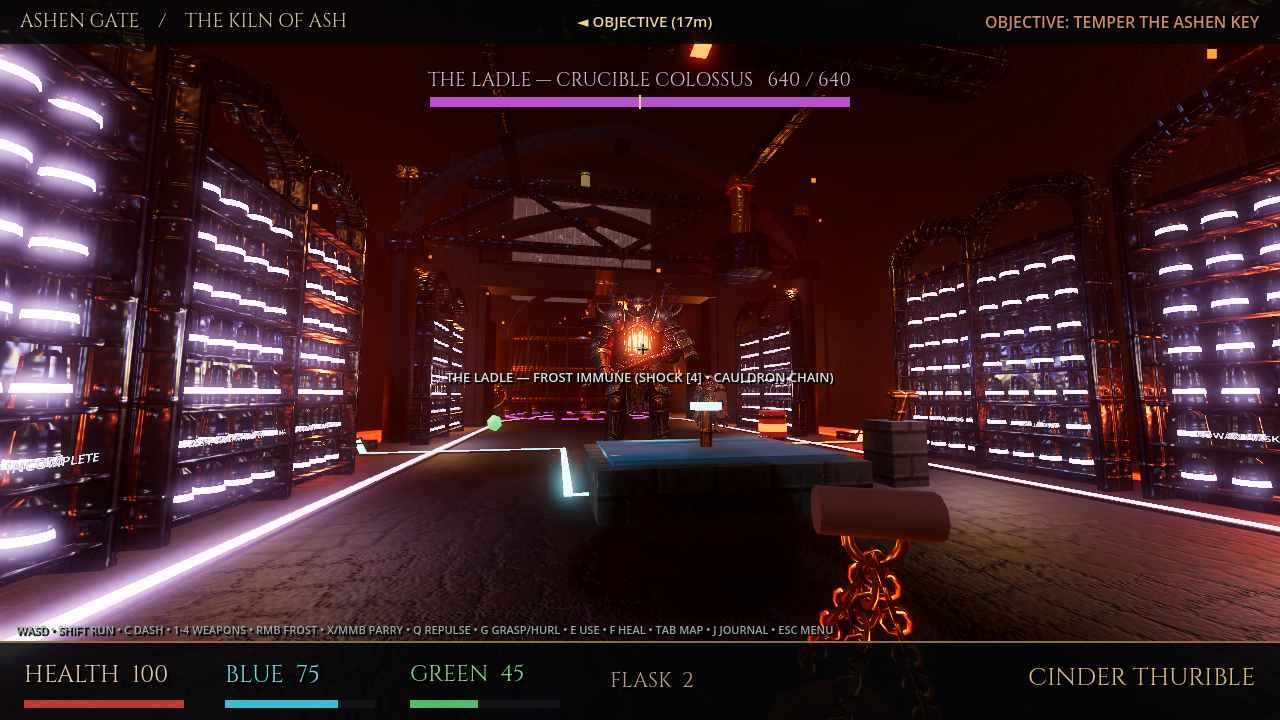 ASHEN GATE / THE KILN OF ASH
◄ OBJECTIVE (17m)
OBJECTIVE: TEMPER THE ASHEN KEY
THE LADLE — CRUCIBLE COLOSSUS 640 / 640
THE LADLE — FROST IMMUNE (SHOCK [4] • CAULDRON CHAIN)
INCOMPLETE
WASD • SHIFT RUN • C DASH • 1-4 WEAPONS • RMB FROST • X/MMB PARRY • Q REPULSE • G GRASP/HURL • E USE • F HEAL • TAB MAP • J JOURNAL • ESC MENU
HEALTH 100
BLUE 75
GREEN 45
FLASK 2
CINDER THURIBLE